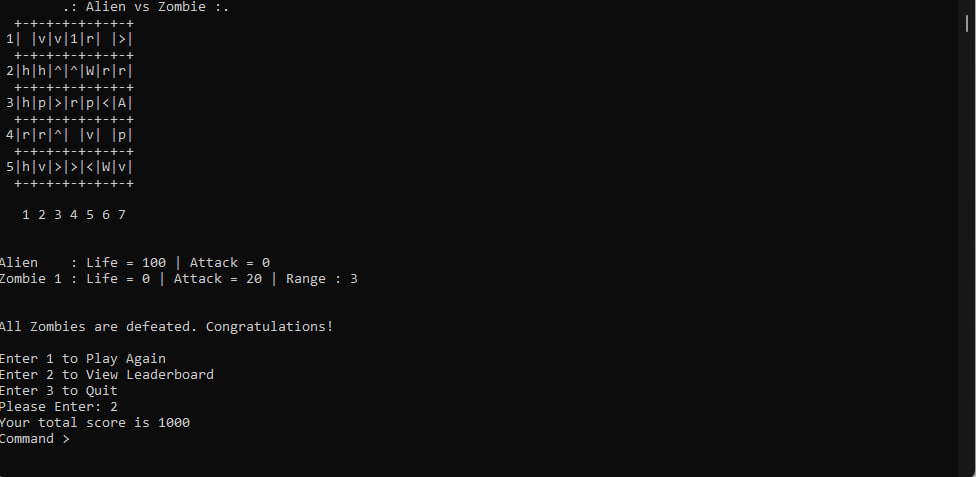 .: Alien vs Zombie :.
+-+-+-+-+-+-+-+
1| |v|v|1|r| |>|
+-+-+-+-+-+-+-+
2|h|h|^|^|W|r|r|
+-+-+-+-+-+-+-+
3|h|p|>|r|p|<|A|
+-+-+-+-+-+-+-+
4|r|r|^| |v| |p|
+-+-+-+-+-+-+-+
5|h|v|>|>|<|W|v|
+-+-+-+-+-+-+-+
1 2 3 4 5 6 7
Alien    : Life = 100 | Attack = 0
Zombie 1 : Life = 0 | Attack = 20 | Range : 3
All Zombies are defeated. Congratulations!
Enter 1 to Play Again
Enter 2 to View Leaderboard
Enter 3 to Quit
Please Enter: 2
Your total score is 1000
Command >